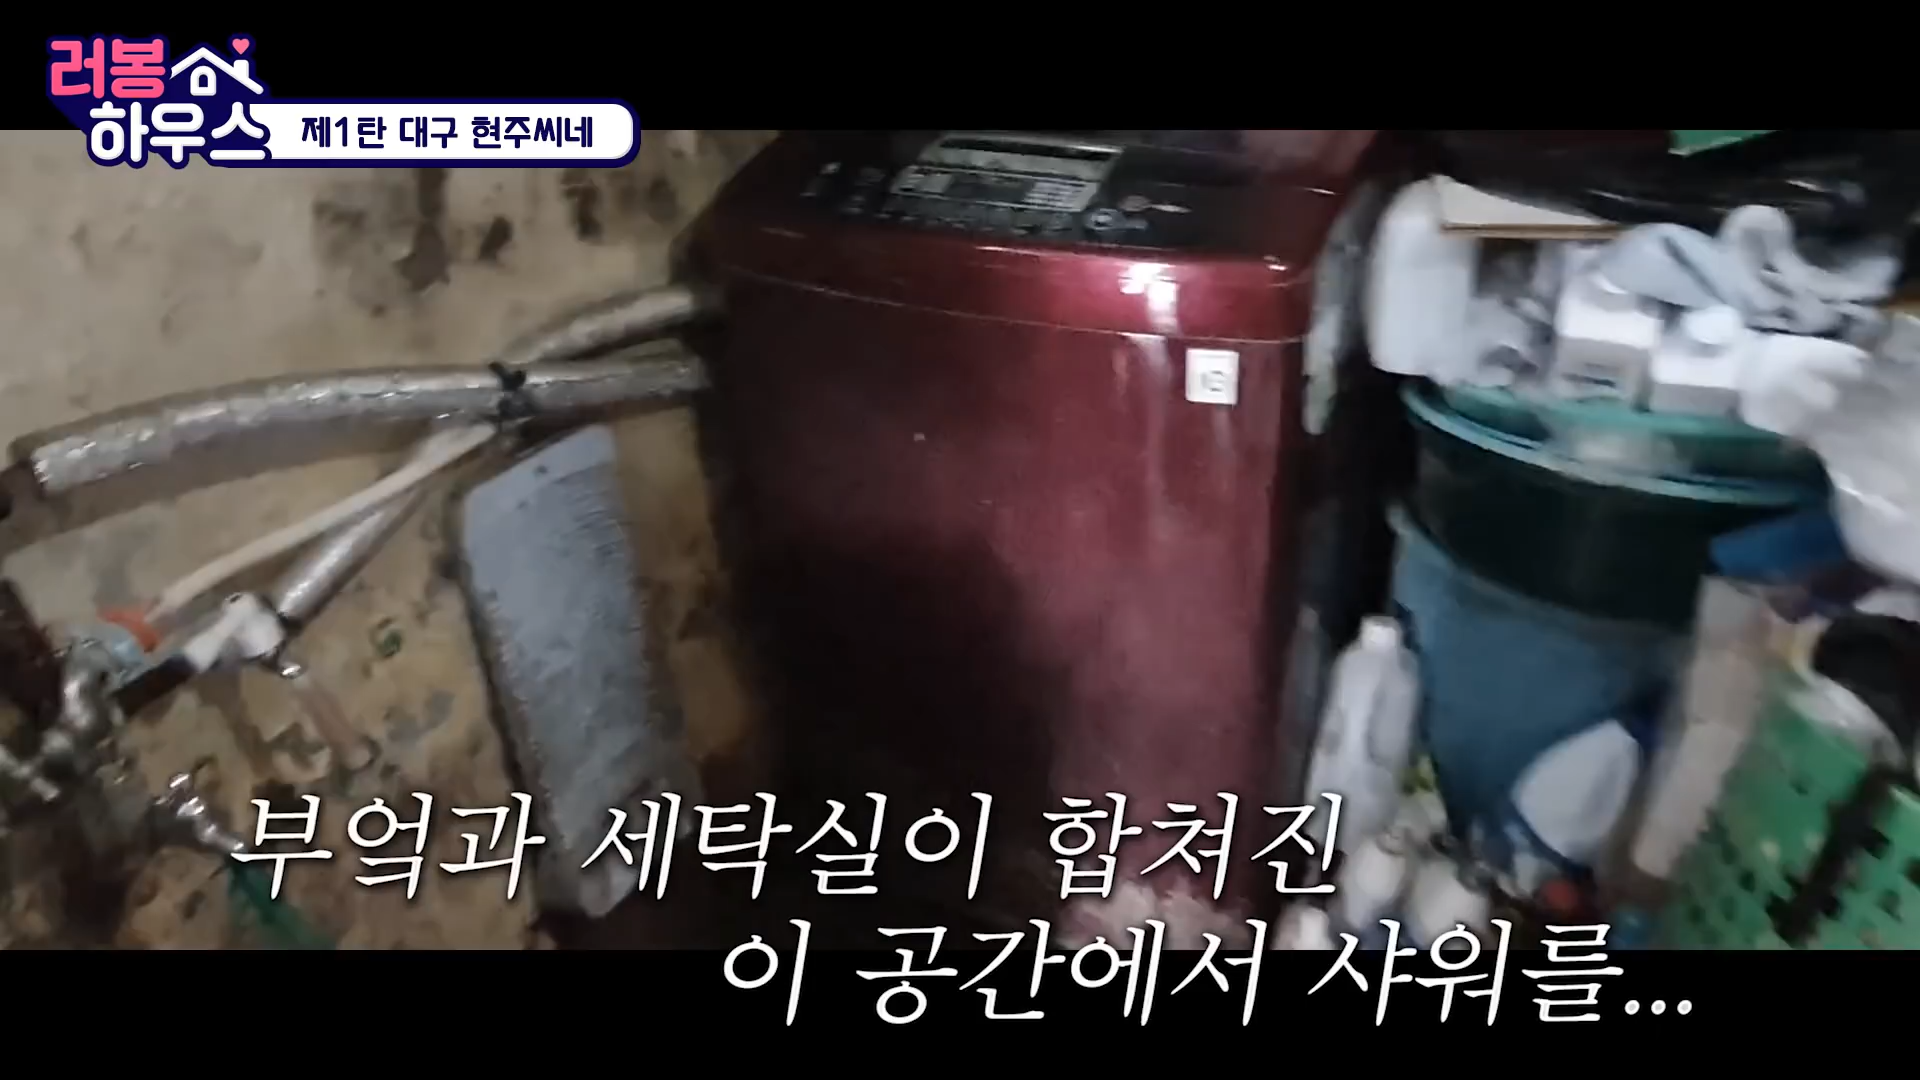 러봉
하우스
제1탄 대구 현주씨네
부엌과 세탁실이 합쳐진
이 공간에서 샤워를...